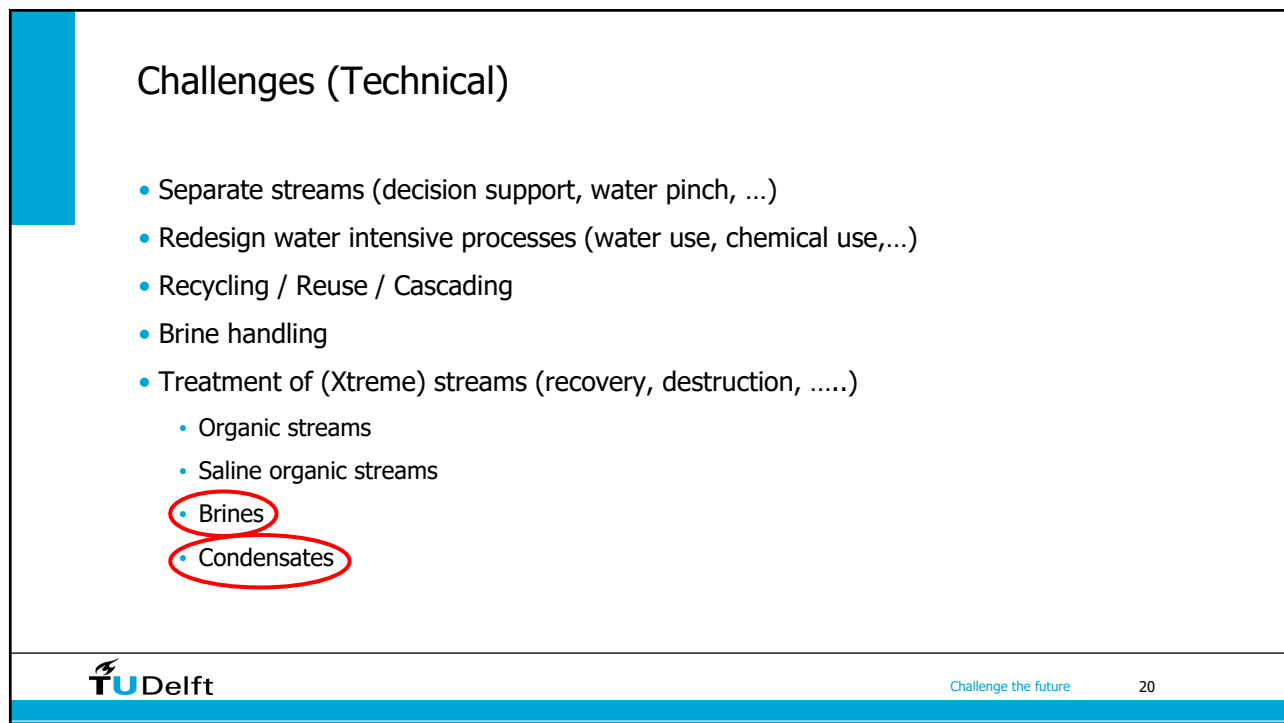 Challenges (Technical)
• Separate streams (decision support, water pinch, …)
• Redesign water intensive processes (water use, chemical use,…)
• Recycling / Reuse / Cascading
• Brine handling
• Treatment of (Xtreme) streams (recovery, destruction, …..)
• Organic streams
• Saline organic streams
• Brines
• Condensates
TUDelft
Challenge the future 20